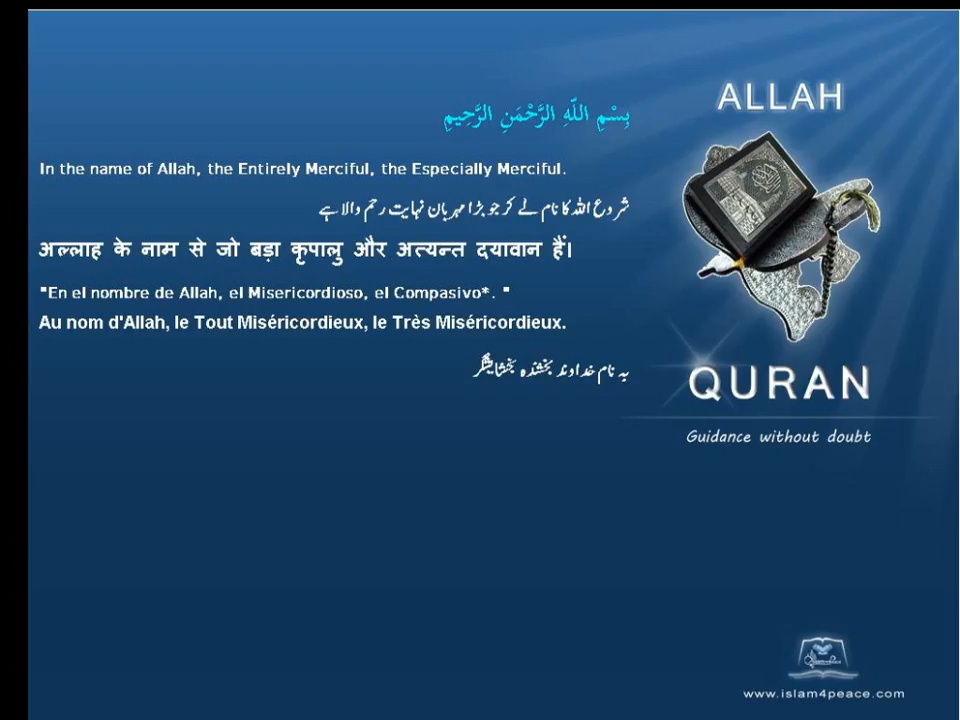 بِسْمِ اللَّهِ الرَّحْمَنِ الرَّحِيمِ
In the name of Allah, the Entirely Merciful, the Especially Merciful.
شروع الله کا نام لے کر جو بڑا مہربان نہایت رحم والا ہے
अल्लाह के नाम से जो बड़ा कृपालु और अत्यन्त दयावान हैं।
"En el nombre de Allah, el Misericordioso, el Compasivo*. "
Au nom d'Allah, le Tout Miséricordieux, le Très Miséricordieux.
به نام خداوند بخشنده بخشایشگر
ALLAH
QURAN
Guidance without doubt
www.islam4peace.com